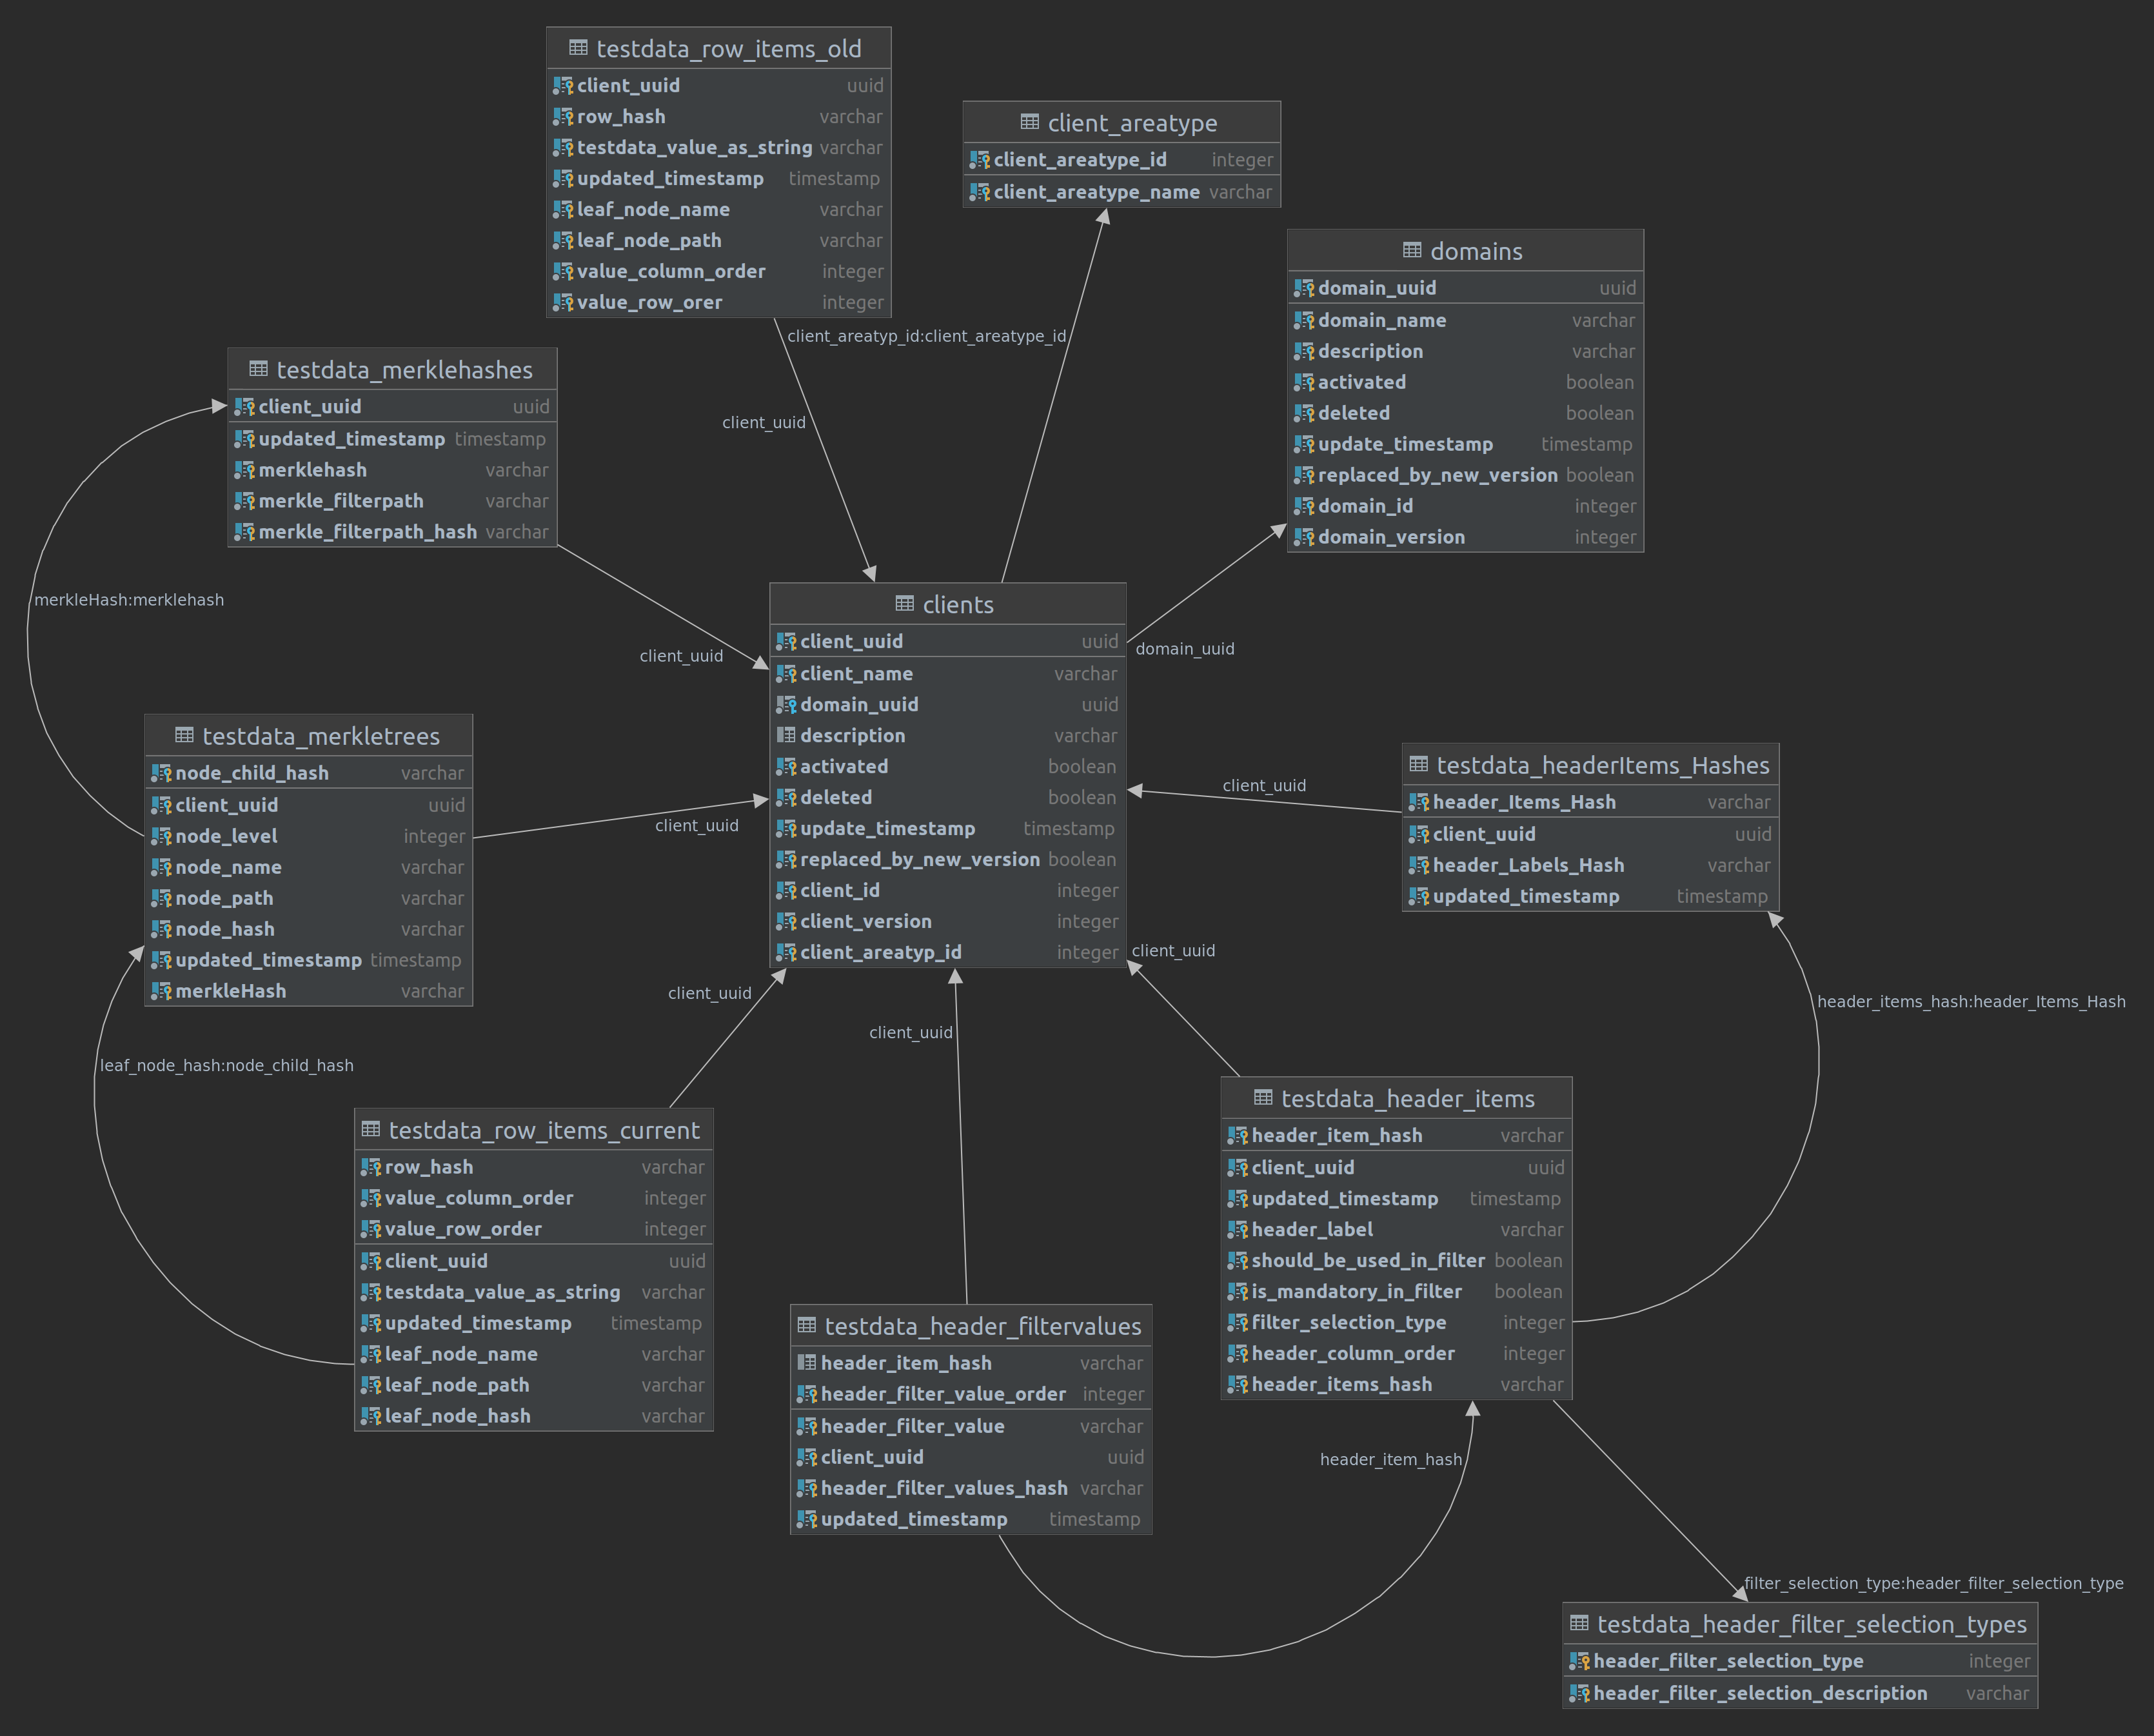 testdata_row_items_old
client_uuid uuid
row_hash varchar
testdata_value_as_string varchar
updated_timestamp timestamp
leaf_node_name varchar
leaf_node_path varchar
value_column_order integer
value_row_orer integer
client_areatype
client_areatype_id integer
client_areatype_name varchar
domains
domain_uuid uuid
domain_name varchar
description varchar
activated boolean
deleted boolean
update_timestamp timestamp
replaced_by_new_version boolean
domain_id integer
domain_version integer
client_areatyp_id:client_areatype_id
client_uuid
testdata_merklehashes
client_uuid uuid
updated_timestamp timestamp
merklehash varchar
merkle_filterpath varchar
merkle_filterpath_hash varchar
merkleHash:merklehash
client_uuid
domain_uuid
clients
client_uuid uuid
client_name varchar
domain_uuid uuid
description varchar
activated boolean
deleted boolean
update_timestamp timestamp
replaced_by_new_version boolean
client_id integer
client_version integer
client_areatyp_id integer
testdata_merkletrees
node_child_hash varchar
client_uuid uuid
node_level integer
node_name varchar
node_path varchar
node_hash varchar
updated_timestamp timestamp
merkleHash varchar
client_uuid
client_uuid
testdata_headerItems_Hashes
header_Items_Hash varchar
client_uuid uuid
header_Labels_Hash varchar
updated_timestamp timestamp
client_uuid
client_uuid
client_uuid
header_items_hash:header_Items_Hash
leaf_node_hash:node_child_hash
testdata_row_items_current
row_hash varchar
value_column_order integer
value_row_order integer
client_uuid uuid
testdata_value_as_string varchar
updated_timestamp timestamp
leaf_node_name varchar
leaf_node_path varchar
leaf_node_hash varchar
testdata_header_items
header_item_hash varchar
client_uuid uuid
updated_timestamp timestamp
header_label varchar
should_be_used_in_filter boolean
is_mandatory_in_filter boolean
filter_selection_type integer
header_column_order integer
header_items_hash varchar
testdata_header_filtervalues
header_item_hash varchar
header_filter_value_order integer
header_filter_value varchar
client_uuid uuid
header_filter_values_hash varchar
updated_timestamp timestamp
header_item_hash
filter_selection_type:header_filter_selection_type
testdata_header_filter_selection_types
header_filter_selection_type integer
header_filter_selection_description varchar